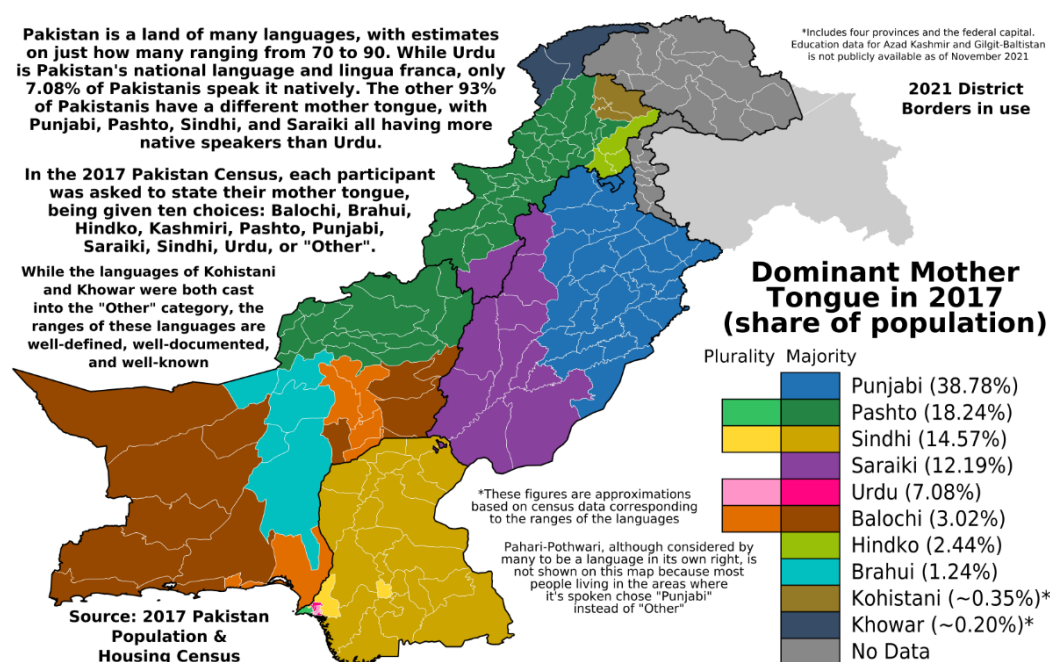 Pakistan is a land of many languages, with estimates
on just how many ranging from 70 to 90. While Urdu
is Pakistan's national language and lingua franca, only
7.08% of Pakistanis speak it natively. The other 93%
of Pakistanis have a different mother tongue, with
Punjabi, Pashto, Sindhi, and Saraiki all having more
native speakers than Urdu.
In the 2017 Pakistan Census, each participant
was asked to state their mother tongue,
being given ten choices: Balochi, Brahui,
Hindko, Kashmiri, Pashto, Punjabi,
Saraiki, Sindhi, Urdu, or "Other".
While the languages of Kohistani
and Khowar were both cast
into the "Other" category, the
ranges of these languages are
well-defined, well-documented,
and well-known
*Includes four provinces and the federal capital.
Education data for Azad Kashmir and Gilgit-Baltistan
is not publicly available as of November 2021
2021 District
Borders in use
Dominant Mother
Tongue in 2017
(share of population)
Plurality Majority
Punjabi (38.78%)
Pashto (18.24%)
Sindhi (14.57%)
Saraiki (12.19%)
Urdu (7.08%)
Balochi (3.02%)
Hindko (2.44%)
Brahui (1.24%)
Kohistani (~0.35%)*
Khowar (~0.20%)*
No Data
*These figures are approximations
based on census data corresponding
to the ranges of the languages
Pahari-Pothwari, although considered by
many to be a language in its own right, is
not shown on this map because most
people living in the areas where
it's spoken chose "Punjabi"
instead of "Other"
Source: 2017 Pakistan
Population &
Housing Census